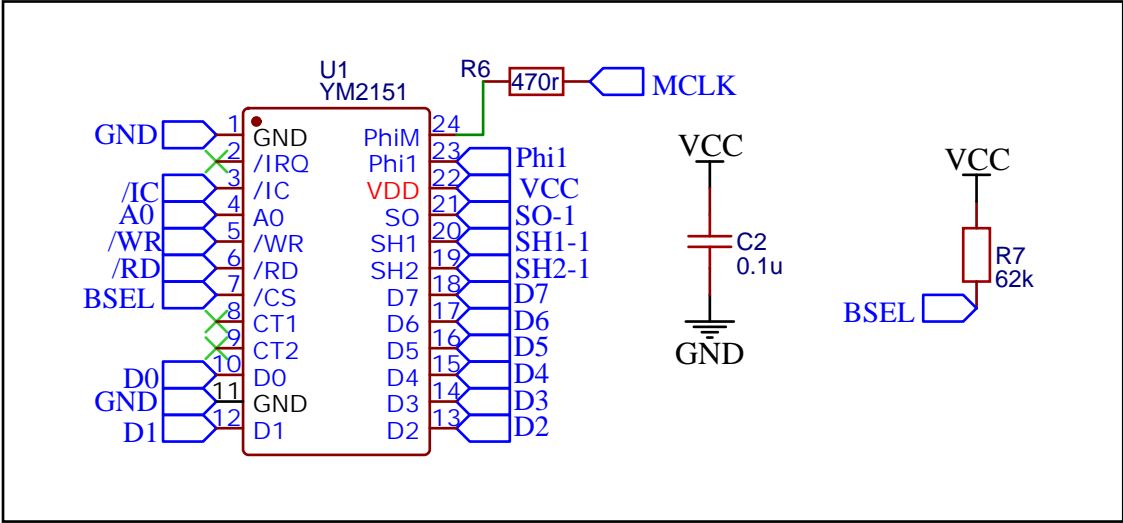 U1
YM2151
R6
470r
MCLK
GND
1
GND
PhiM
24
2
/IRQ
Phi1
23
Phi1
/IC
3
/IC
VDD
22
VCC
A0
4
A0
SO
21
SO-1
/WR
5
/WR
SH1
20
SH1-1
/RD
6
/RD
SH2
19
SH2-1
BSEL
7
/CS
D7
18
D7
8
CT1
D6
17
D6
9
CT2
D5
16
D5
D0
10
D0
D4
15
D4
GND
11
GND
D3
14
D3
D1
12
D1
D2
13
D2
VCC
C2
0.1u
GND
VCC
R7
62k
BSEL